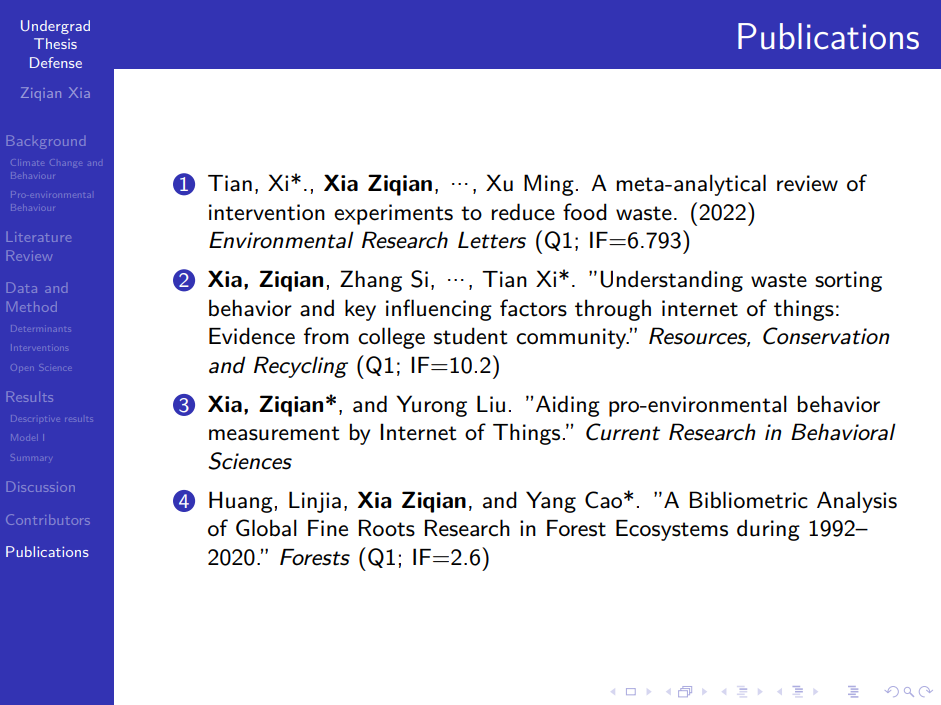 Undergrad
Thesis
Defense
Ziqian Xia
Background
Climate Change and
Behaviour
Pro-environmental
Behaviour
Literature
Review
Data and
Method
Determinants
Interventions
Open Science
Results
Descriptive results
Model I
Summary
Discussion
Contributors
Publications
Publications
1 Tian, Xi*., Xia Ziqian, ···, Xu Ming. A meta-analytical review of
intervention experiments to reduce food waste. (2022)
Environmental Research Letters (Q1; IF=6.793)
2 Xia, Ziqian, Zhang Si, ···, Tian Xi*. ”Understanding waste sorting
behavior and key influencing factors through internet of things:
Evidence from college student community.” Resources, Conservation
and Recycling (Q1; IF=10.2)
3 Xia, Ziqian*, and Yurong Liu. ”Aiding pro-environmental behavior
measurement by Internet of Things.” Current Research in Behavioral
Sciences
4 Huang, Linjia, Xia Ziqian, and Yang Cao*. ”A Bibliometric Analysis
of Global Fine Roots Research in Forest Ecosystems during 1992–
2020.” Forests (Q1; IF=2.6)